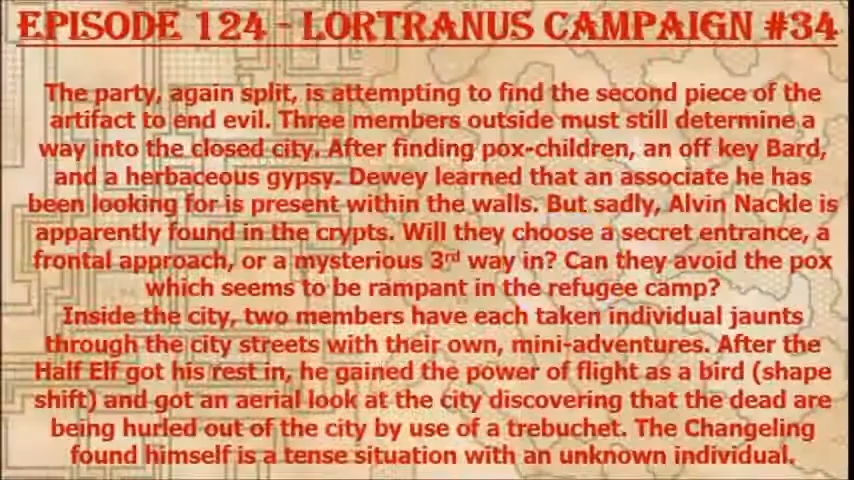 EPISODE 124 - LORTRANUS CAMPAIGN #34
The party, again split, is attempting to find the second piece of the
artifact to end evil. Three members outside must still determine a
way into the closed city. After finding pox-children, an off key Bard,
and a herbaceous gypsy. Dewey learned that an associate he has
been looking for is present within the walls. But sadly, Alvin Nackle is
apparently found in the crypts. Will they choose a secret entrance, a
frontal approach, or a mysterious 3rd way in? Can they avoid the pox
which seems to be rampant in the refugee camp?
Inside the city, two members have each taken individual jaunts
through the city streets with their own, mini-adventures. After the
Half Elf got his rest in, he gained the power of flight as a bird (shape
shift) and got an aerial look at the city discovering that the dead are
being hurled out of the city by use of a trebuchet. The Changeling
found himself is a tense situation with an unknown individual.